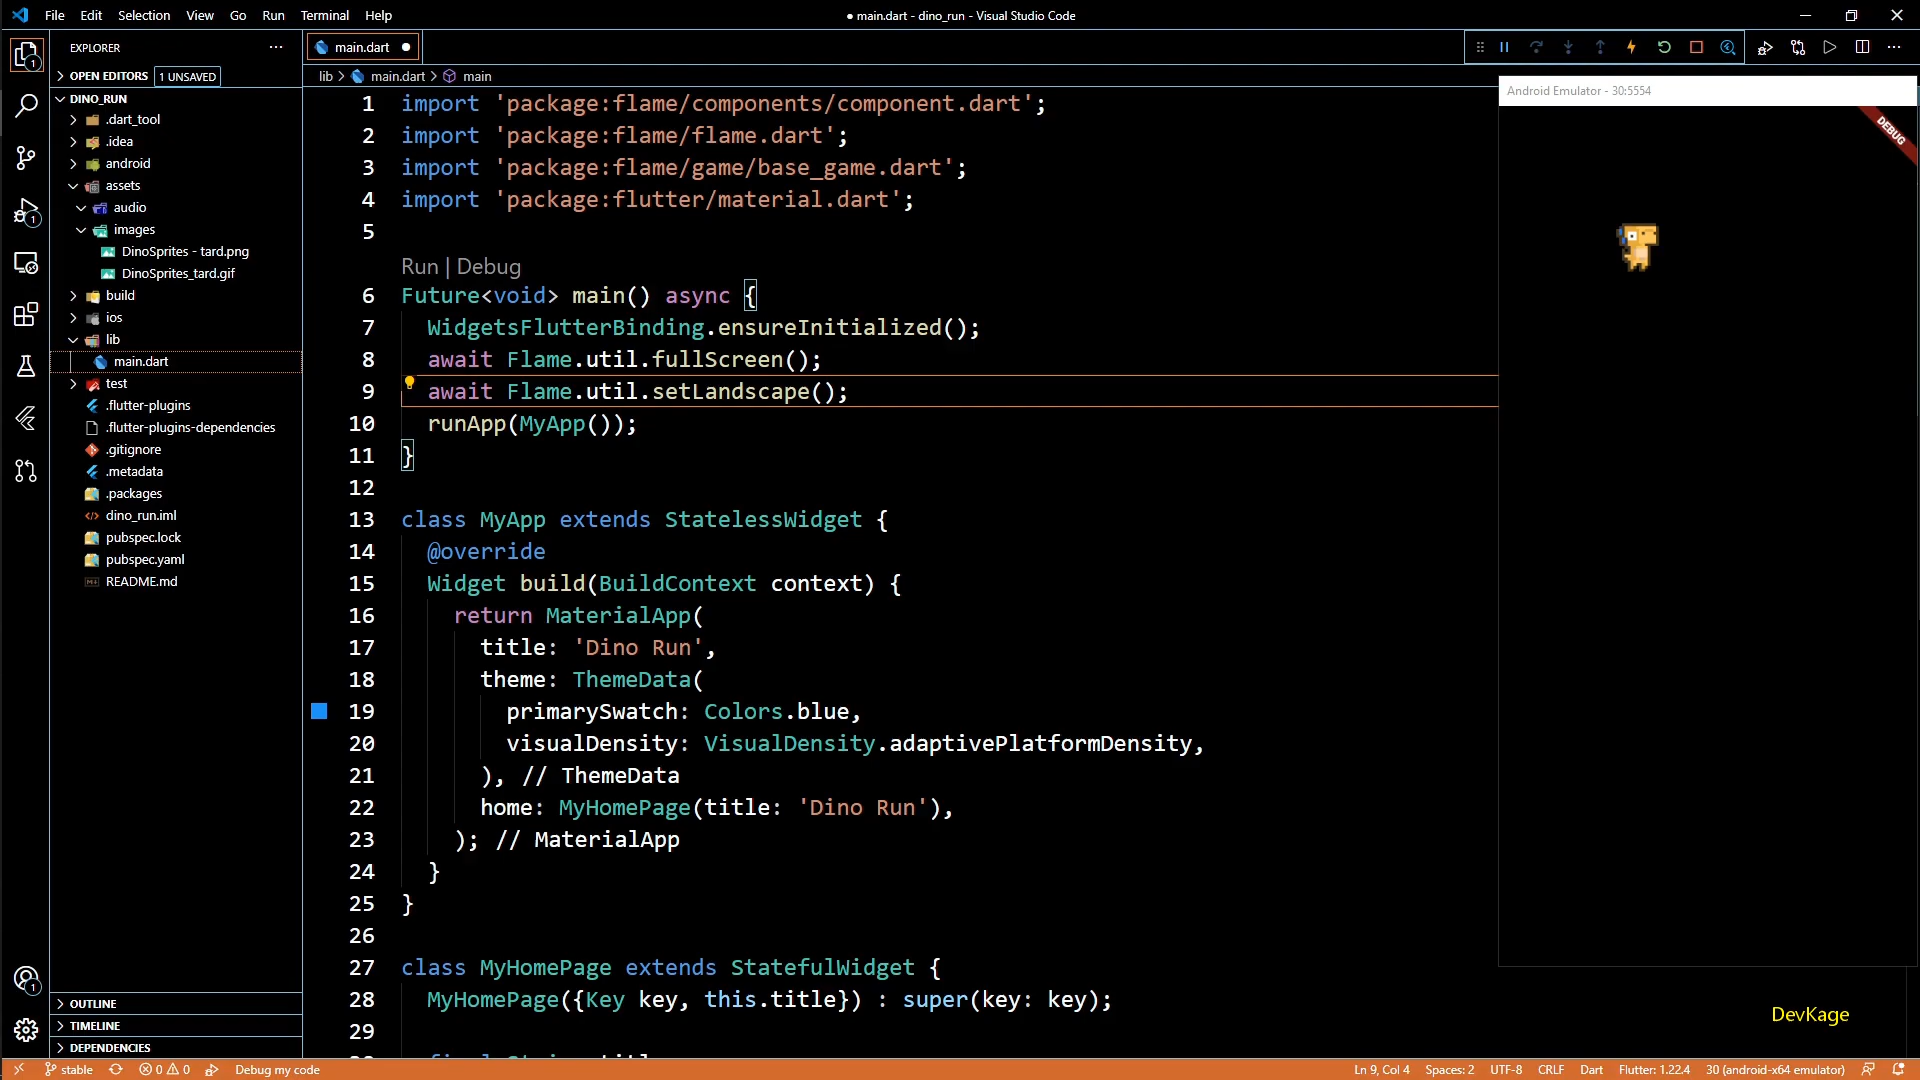 File Edit Selection View Go Run Terminal Help
● main.dart - dino_run - Visual Studio Code
EXPLORER
OPEN EDITORS 1 UNSAVED
DINO_RUN
.dart_tool
.idea
android
assets
audio
images
DinoSprites - tard.png
DinoSprites_tard.gif
build
ios
lib
main.dart
test
.flutter-plugins
.flutter-plugins-dependencies
.gitignore
.metadata
.packages
dino_run.iml
pubspec.lock
pubspec.yaml
README.md
OUTLINE
TIMELINE
DEPENDENCIES
main.dart
lib > main.dart > main
1 import 'package:flame/components/component.dart';
2 import 'package:flame/flame.dart';
3 import 'package:flame/game/base_game.dart';
4 import 'package:flutter/material.dart';
5
Run | Debug
6 Future<void> main() async {
7 WidgetsFlutterBinding.ensureInitialized();
8 await Flame.util.fullScreen();
9 await Flame.util.setLandscape();
10 runApp(MyApp());
11 }
12
13 class MyApp extends StatelessWidget {
14 @override
15 Widget build(BuildContext context) {
16 return MaterialApp(
17 title: 'Dino Run',
18 theme: ThemeData(
19 primarySwatch: Colors.blue,
20 visualDensity: VisualDensity.adaptivePlatformDensity,
21 ), // ThemeData
22 home: MyHomePage(title: 'Dino Run'),
23 ); // MaterialApp
24 }
25 }
26
27 class MyHomePage extends StatefulWidget {
28 MyHomePage({Key key, this.title}) : super(key: key);
29
Android Emulator - 30:5554
DEBUG
DevKage
stable 0 0 Debug my code
Ln 9, Col 4 Spaces: 2 UTF-8 CRLF Dart Flutter: 1.22.4 30 (android-x64 emulator)